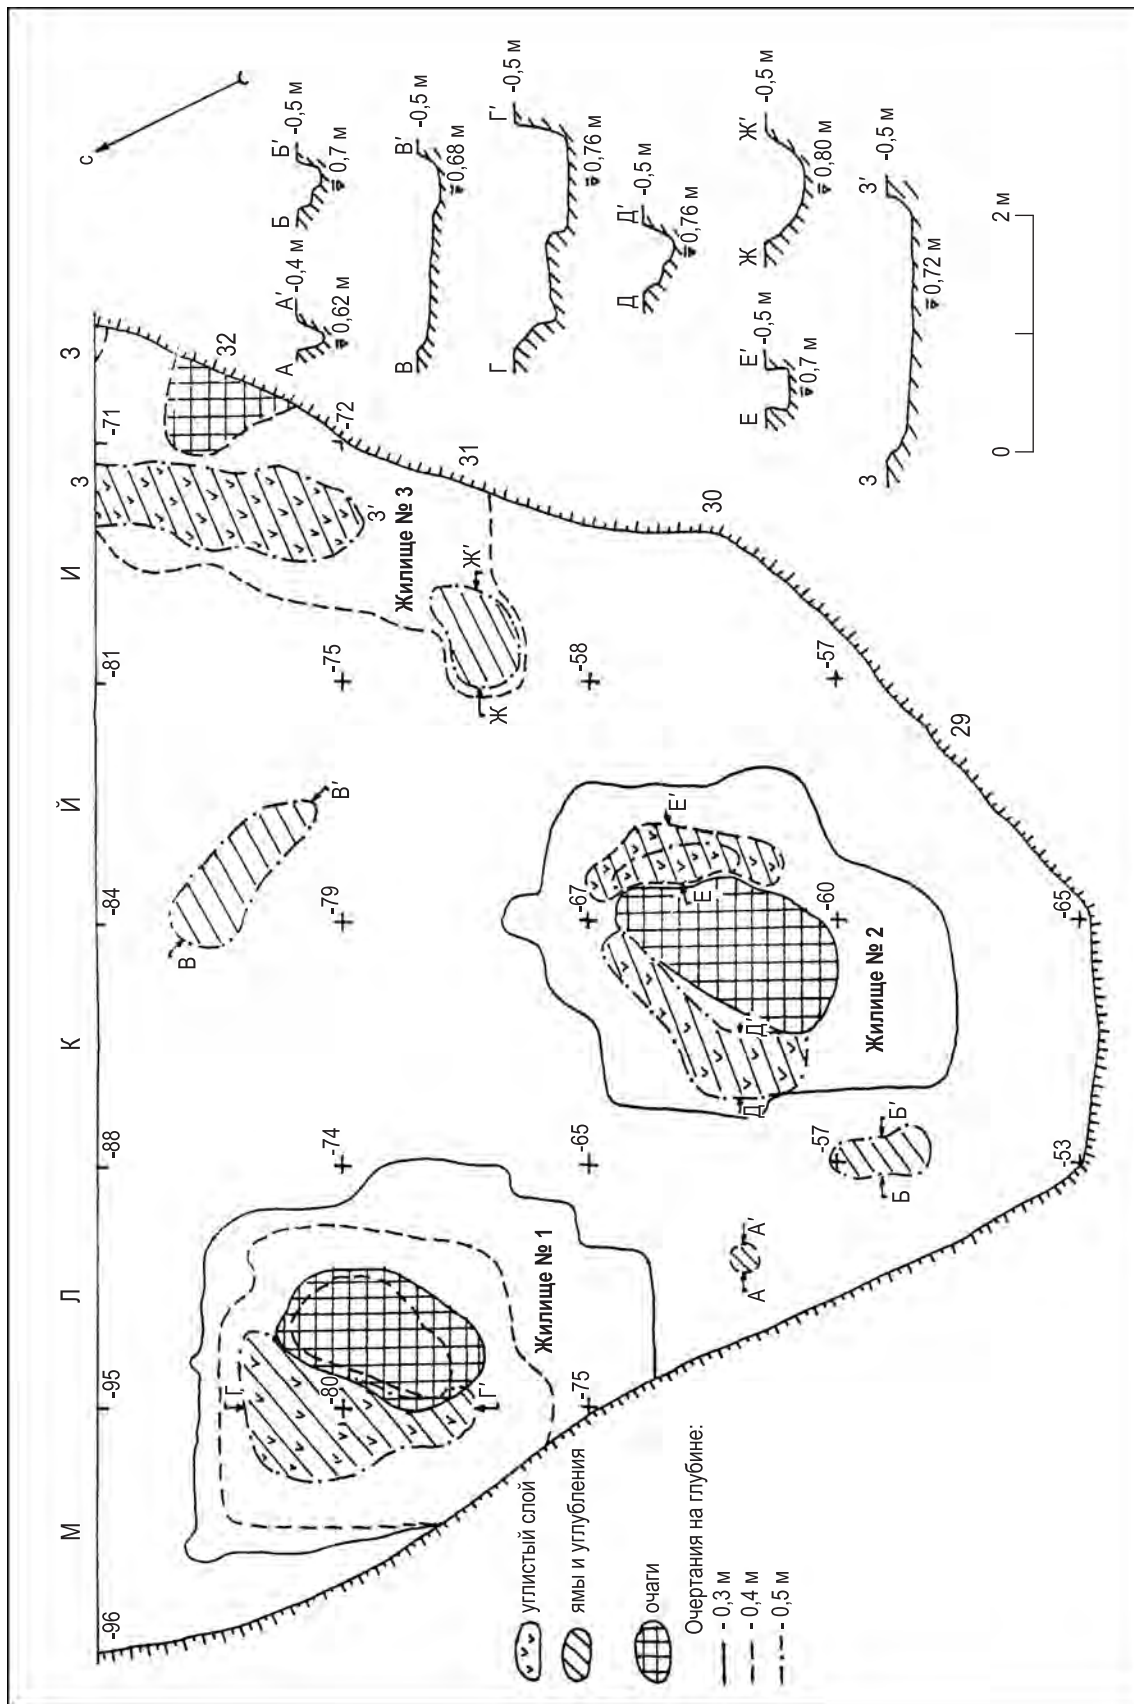 М Л К Й И З
-96 -95 -88 -84 -81 -71
З
32
-80 -74 -79 -75 -72
Г
В
В'
З'
31
Жилище № 3
Ж
Ж'
Г'
Жилище № 1
-75 -65 -67 -58
30
Е
Е'
Д
Д'
А
А'
-57 -60 -57
Жилище № 2
Б
Б'
29
-53 -65
углистый слой
ямы и углубления
очаги
Очертания на глубине:
- 0,3 м
- 0,4 м
- 0,5 м
с
А А' -0,4 м
0,62 м
Б Б' -0,5 м
0,7 м
В В' -0,5 м
0,68 м
Г Г' -0,5 м
0,76 м
Д Д' -0,5 м
0,76 м
Е Е' -0,5 м
0,7 м
Ж Ж' -0,5 м
0,80 м
З З' -0,5 м
0,72 м
0 2 м